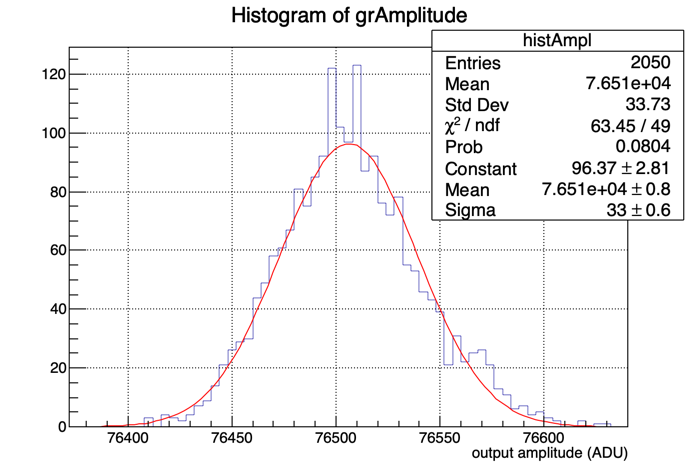 Histogram of grAmplitude
histAmpl
Entries 2050
Mean 7.651e+04
Std Dev 33.73
χ² / ndf 63.45 / 49
Prob 0.0804
Constant 96.37 ± 2.81
Mean 7.651e+04 ± 0.8
Sigma 33 ± 0.6
120
100
80
60
40
20
0
76400 76450 76500 76550 76600
output amplitude (ADU)